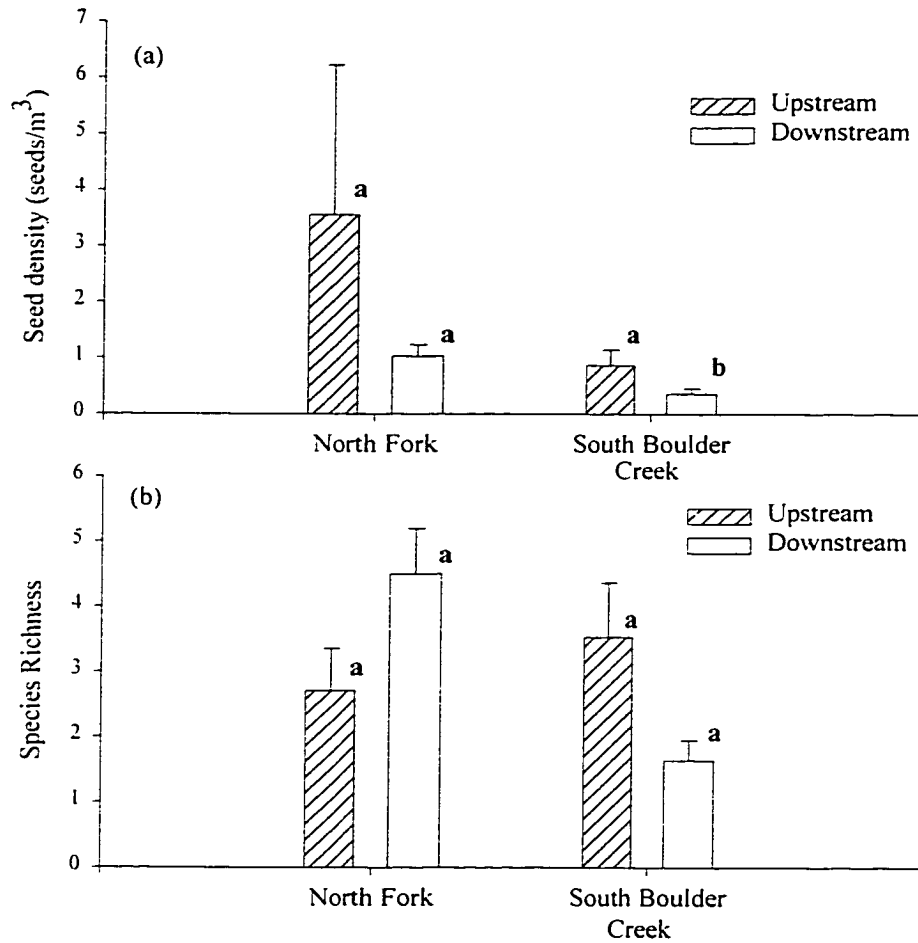 (a)
Seed density (seeds/m³)
7
6
5
4
3
2
1
0
Upstream
Downstream
a
a
a
b
North Fork
South Boulder
Creek
(b)
Species Richness
6
5
4
3
2
1
0
Upstream
Downstream
a
a
a
a
North Fork
South Boulder
Creek